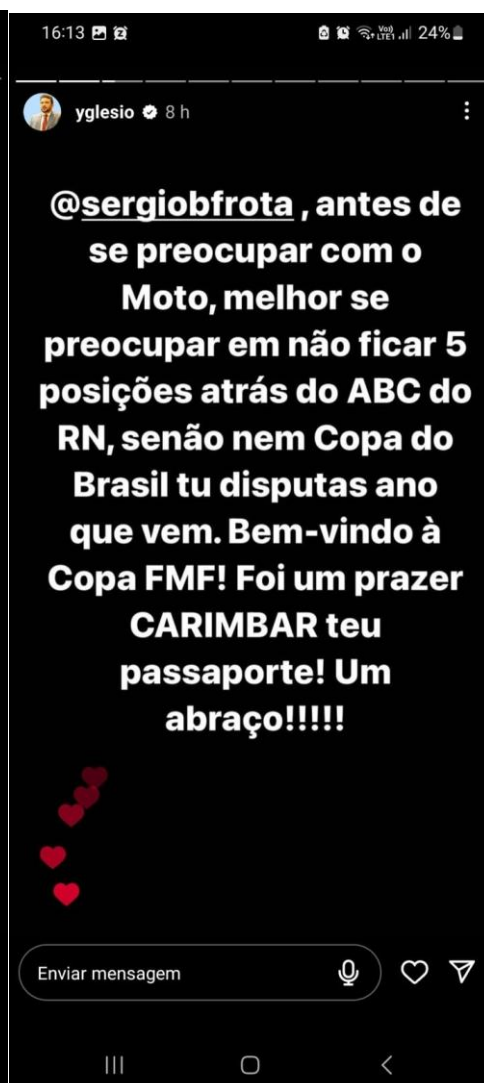 16:13 24%
yglesio 8 h
@sergiobfrota , antes de
se preocupar com o
Moto, melhor se
preocupar em não ficar 5
posições atrás do ABC do
RN, senão nem Copa do
Brasil tu disputas ano
que vem. Bem-vindo à
Copa FMF! Foi um prazer
CARIMBAR teu
passaporte! Um
abraço!!!!!
Enviar mensagem